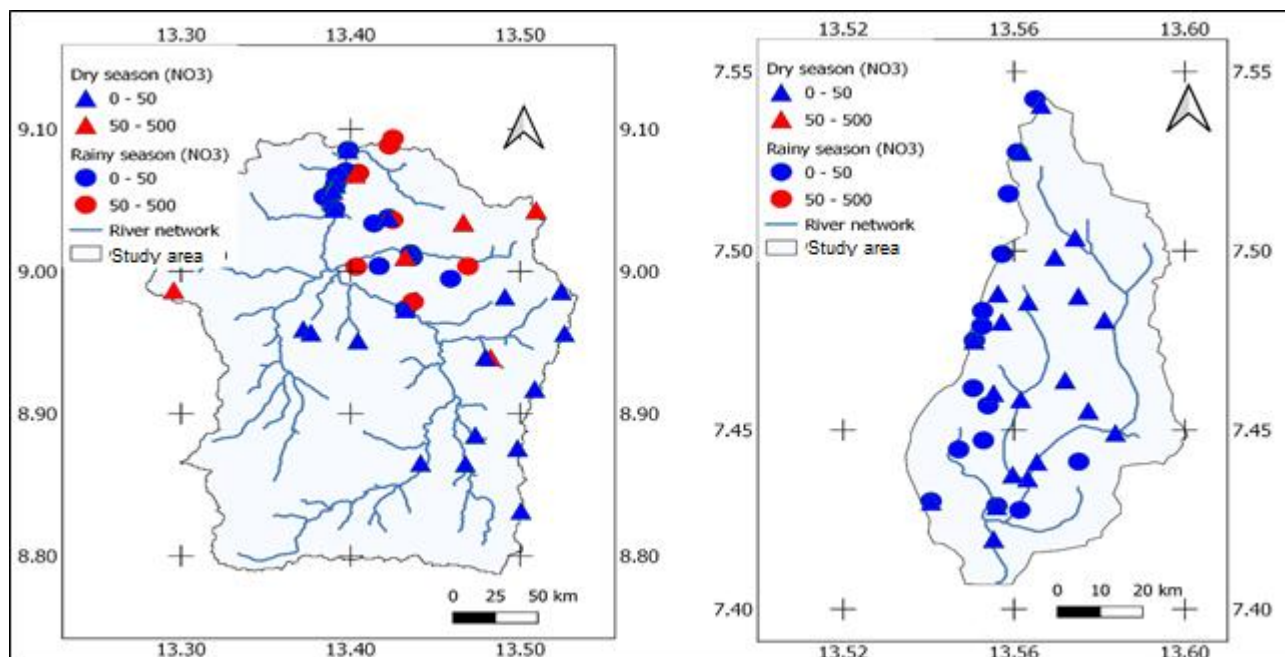 13.30 13.40 13.50
Dry season (NO3)
0 - 50
50 - 500
Rainy season (NO3)
0 - 50
50 - 500
River network
Study area
9.10 9.10
9.00 9.00
8.90 8.90
8.80 8.80
0 25 50 km
13.30 13.40 13.50
13.52 13.56 13.60
7.55 7.55
Dry season (NO3)
0 - 50
50 - 500
Rainy season (NO3)
0 - 50
50 - 500
River network
Study area
7.50 7.50
7.45 7.45
0 10 20 km
7.40 7.40
13.52 13.56 13.60